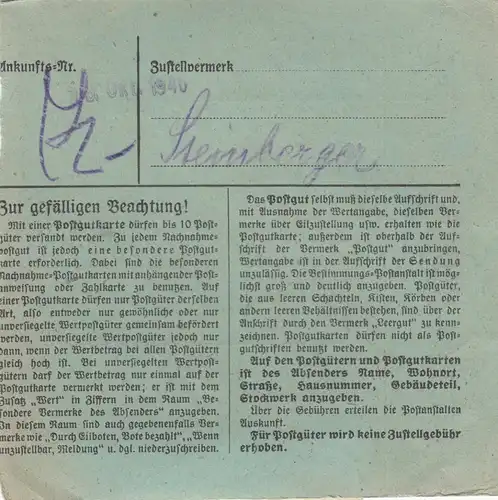 Ankunfts-Nr.
Zustellvermerk
OKT. 1946
Steinberger
Zur gefälligen Beachtung!
Mit einer Postgutkarte dürfen bis 10 Post-
güter versandt werden. Zu jedem Nachnahme-
postgut ist jedoch eine besondere Postgut-
karte erforderlich. Dabei sind die besonderen
Nachnahme-Postkarten mit anhängender Post-
anweisung oder Zahlkarte zu benutzen. Auf
einer Postgutkarte dürfen nur Postgüter derselben
Art, also entweder nur gewöhnliche oder nur
unversiegelte Wertpostgüter gemeinsam befördert
werden, unversiegelte Wertpostgüter jedoch nur
dann, wenn der Wertbetrag bei allen Postgütern
gleich hoch ist. Bei unversiegelten Wertpost-
gütern darf der Wertbetrag nur einmal auf der
Postgutkarte vermerkt werden; er ist mit dem
Zusatz „Wert“ in Ziffern in dem Raum „Be-
sondere Vermerke des Absenders“ anzugeben.
In diesem Raum sind auch gegebenenfalls Ver-
merke wie „Durch Eilboten, Bote bezahlt“, „Wenn
unzustellbar, Meldung“ u. dgl. niederzuschreiben.
Das Postgut selbst muß dieselbe Aufschrift und,
mit Ausnahme der Wertangabe, dieselben Ver-
merke über Eilzustellung usw. erhalten wie die
Postgutkarte; außerdem ist oberhalb der Auf-
schrift der Vermerk „Postgut“ anzubringen,
Wertangabe ist in der Aufschrift der Sendung
unzulässig. Die Bestimmungs-Postanstalt ist mög-
lichst groß und deutlich anzugeben. Postgüter,
die aus leeren Schachteln, Kisten, Körben oder
andern leeren Behältnissen bestehen, sind über der
Anschrift durch den Vermerk „Leergut“ zu kenn-
zeichnen. Postgutkarten dürfen nicht als Post-
gutschriften benutzt werden.
Auf den Postgütern und Postgutkarten
ist des Absenders Name, Wohnort,
Straße, Hausnummer, Gebäudeteil,
Stockwerk anzugeben.
Über die Gebühren erteilen die Postanstalten
Auskunft.
Für Postgüter wird keine Zustellgebühr
erhoben.